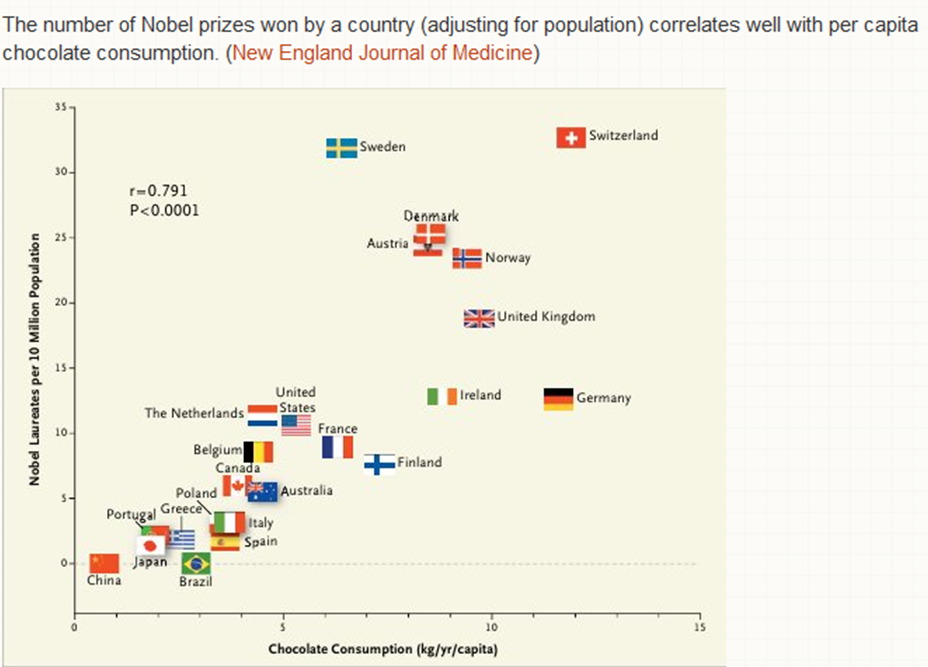 The number of Nobel prizes won by a country (adjusting for population) correlates well with per capita
chocolate consumption. (New England Journal of Medicine)
35
30
25
20
15
10
5
0
Nobel Laureates per 10 Million Population
r=0.791
P<0.0001
Sweden
Switzerland
Denmark
Austria
Norway
United Kingdom
Ireland
Germany
United
States
The Netherlands
France
Belgium
Finland
Canada
Australia
Poland
Portugal
Greece
Italy
Spain
Japan
China
Brazil
0
5
10
15
Chocolate Consumption (kg/yr/capita)